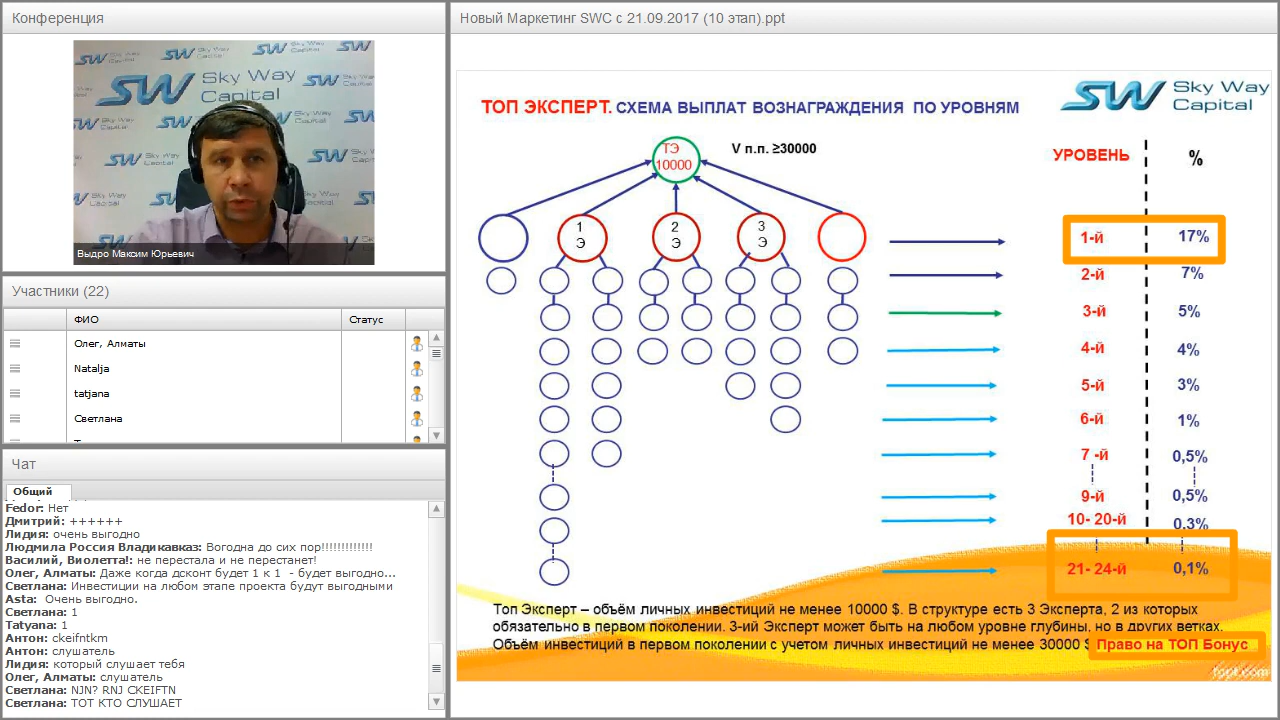 Конференция
SW Sky Way Capital
Выдро Максим Юрьевич
Участники (22)
ФИО Статус
Олег, Алматы
Natalja
tatjana
Светлана
Чат
Общий
Fedor: Нет
Дмитрий: ++++++
Лидия: очень выгодно
Людмила Россия Владикавказ: Вогодна до сих пор!!!!!!!!!!!!!
Василий, Виолетта!: не перестала и не перестанет!
Олег, Алматы: Даже когда дсконт будет 1 к 1 - будет выгодно...
Светлана: Инвестиции на любом этапе проекта будут выгодными
Asta: Очень выгодно.
Светлана: 1
Tatyana: 1
Антон: ckeifntkm
Антон: слушатель
Лидия: который слушает тебя
Олег, Алматы: слушатель
Светлана: NJN? RNJ CKEIFTN
Светлана: ТОТ КТО СЛУШАЕТ
Новый Маркетинг SWC с 21.09.2017 (10 этап).ppt
SW Sky Way Capital
ТОП ЭКСПЕРТ. СХЕМА ВЫПЛАТ ВОЗНАГРАЖДЕНИЯ ПО УРОВНЯМ
ТЭ
10000
V п.п. ≥30000
УРОВЕНЬ %
1 Э
2 Э
3 Э
1-й 17%
2-й 7%
3-й 5%
4-й 4%
5-й 3%
6-й 1%
7 -й 0,5%
9-й 0,5%
10- 20-й 0,3%
21- 24-й 0,1%
Топ Эксперт – объём личных инвестиций не менее 10000 $. В структуре есть 3 Эксперта, 2 из которых
обязательно в первом поколении. 3-ий Эксперт может быть на любом уровне глубины, но в других ветках.
Объём инвестиций в первом поколении с учетом личных инвестиций не менее 30000 $ Право на ТОП Бонус